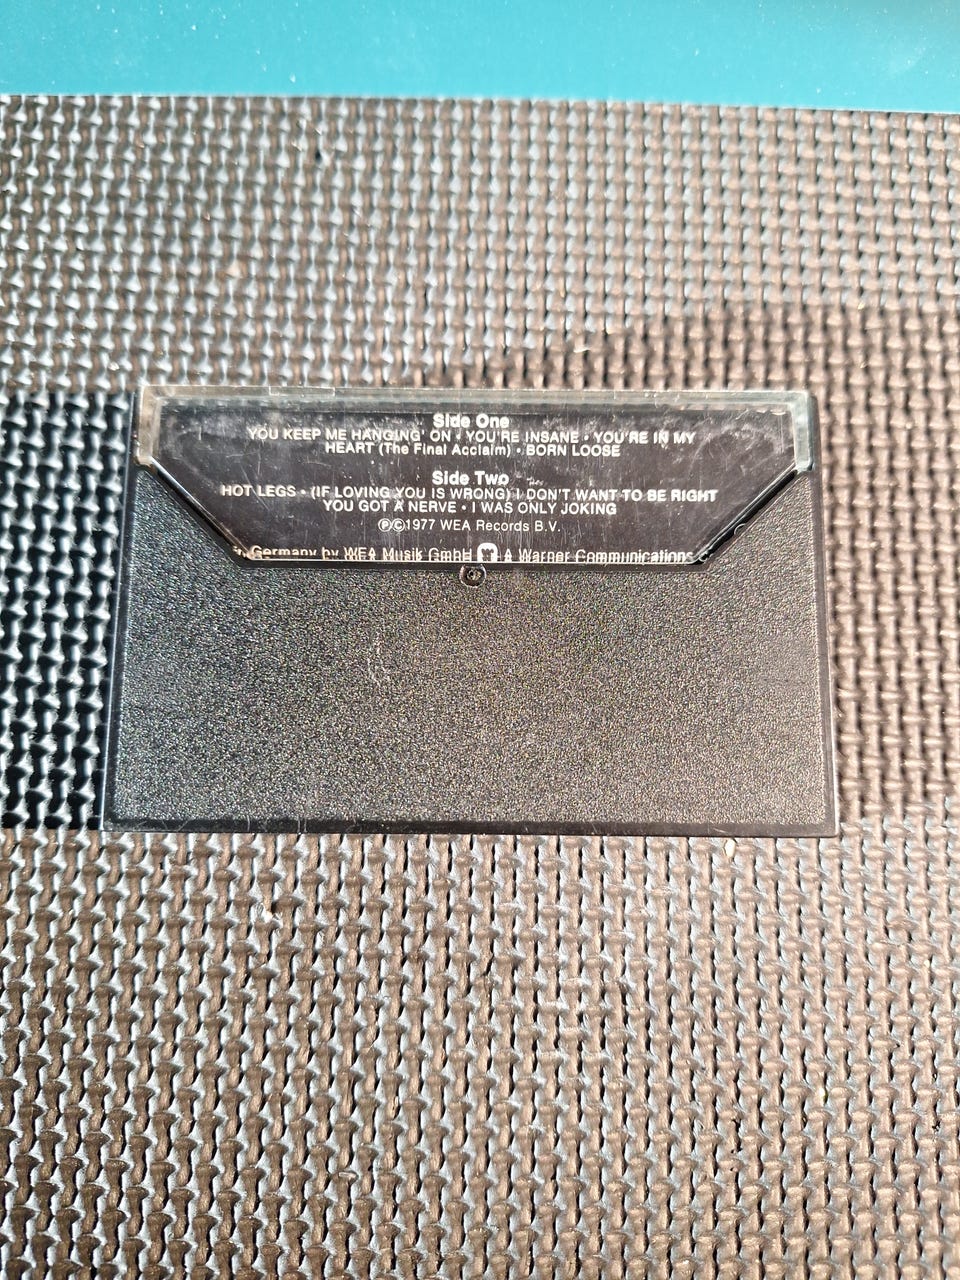 Side One
YOU KEEP ME HANGING' ON • YOU'RE INSANE • YOU'RE IN MY
HEART (The Final Acclaim) • BORN LOOSE
Side Two
HOT LEGS • (IF LOVING YOU IS WRONG) I DON'T WANT TO BE RIGHT
YOU GOT A NERVE • I WAS ONLY JOKING
ⓅⒸ1977 WEA Records B.V.
Germany by WEA Musik GmbH A Warner Communications